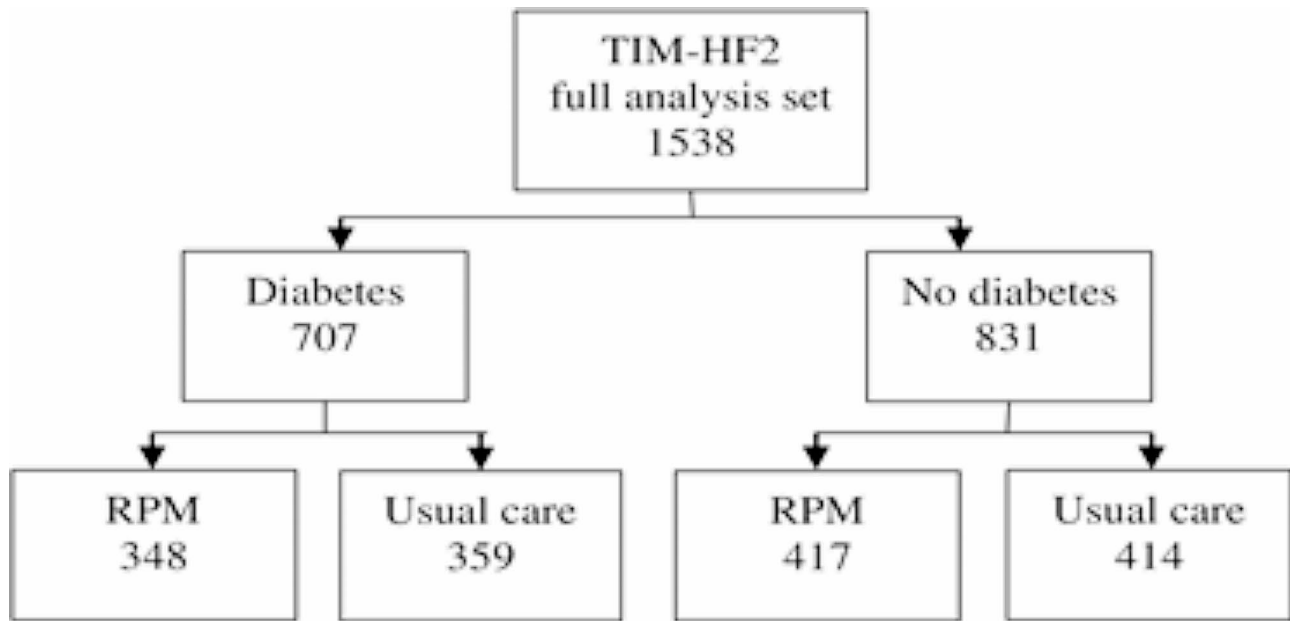 TIM-HF2
full analysis set
1538
Diabetes
707
No diabetes
831
RPM
348
Usual care
359
RPM
417
Usual care
414